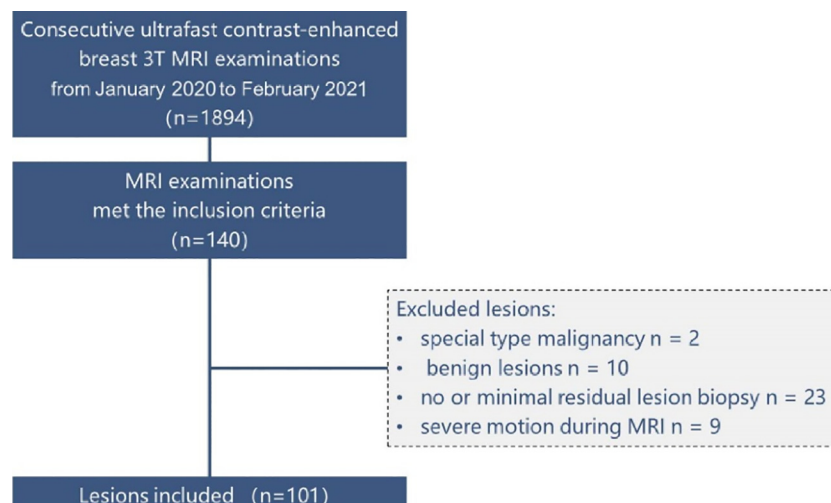 Consecutive ultrafast contrast-enhanced
breast 3T MRI examinations
from January 2020 to February 2021
(n=1894)
MRI examinations
met the inclusion criteria
(n=140)
Excluded lesions:
• special type malignancy n = 2
• benign lesions n = 10
• no or minimal residual lesion biopsy n = 23
• severe motion during MRI n = 9
Lesions included (n=101)